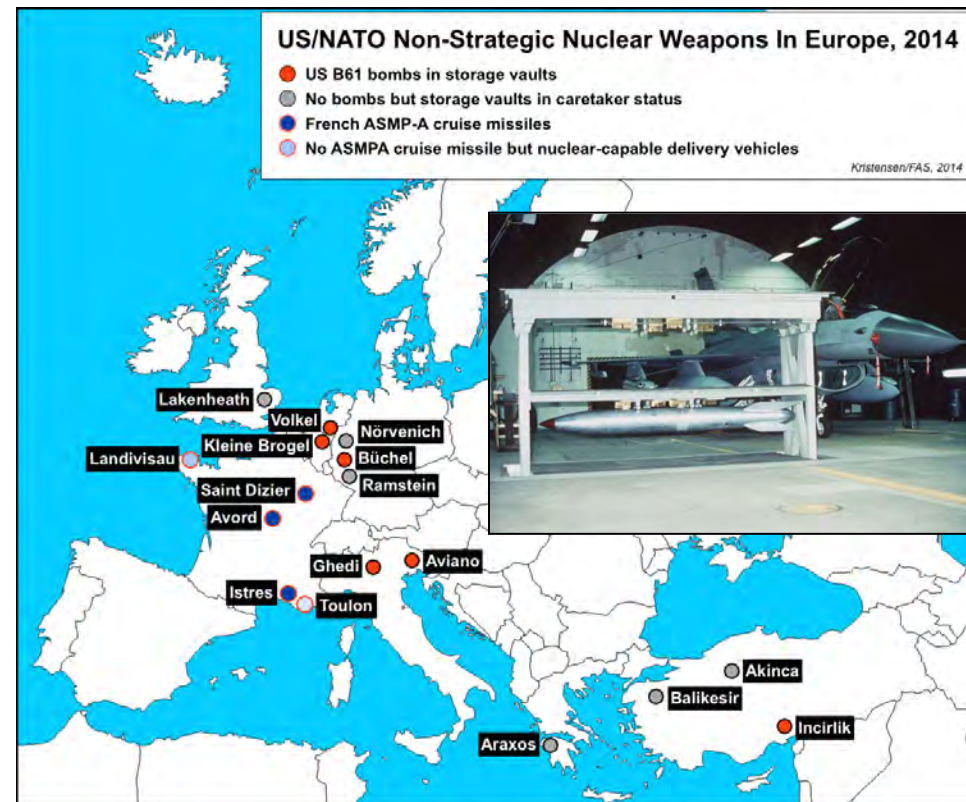 US/NATO Non-Strategic Nuclear Weapons In Europe, 2014
US B61 bombs in storage vaults
No bombs but storage vaults in caretaker status
French ASMP-A cruise missiles
No ASMPA cruise missile but nuclear-capable delivery vehicles
Kristensen/FAS, 2014
Lakenheath
Volkel
Nörvenich
Kleine Brogel
Büchel
Landivisau
Ramstein
Saint Dizier
Avord
Ghedi
Aviano
Istres
Toulon
Akinca
Balikesir
Incirlik
Araxos